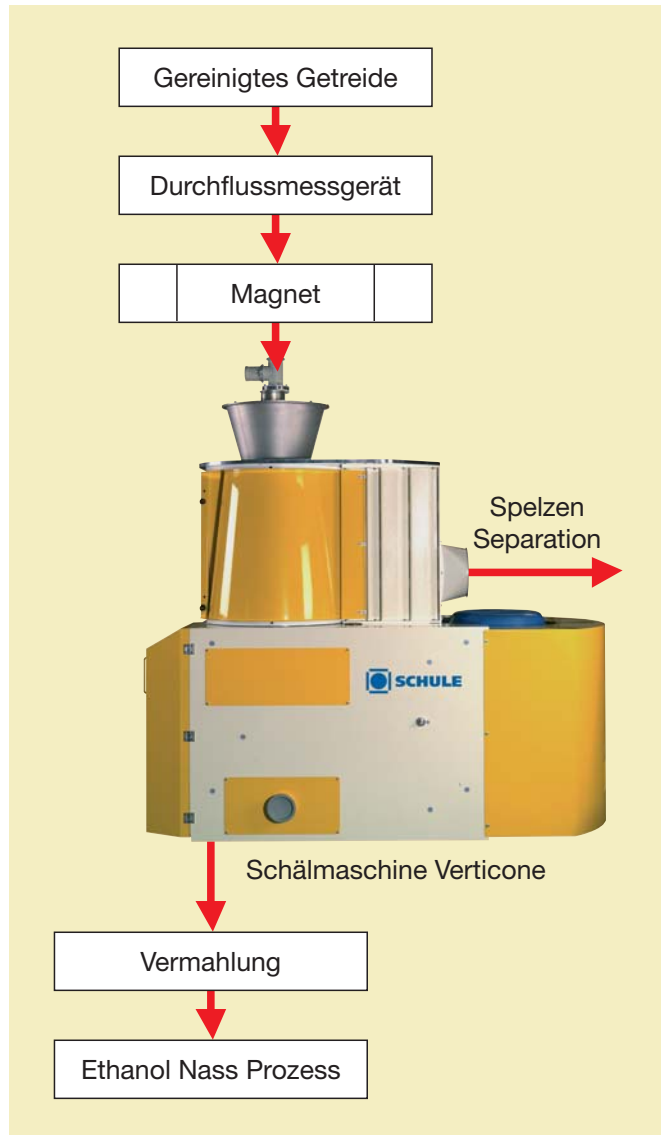 Gereinigtes Getreide
Durchflussmessgerät
Magnet
Spelzen
Separation
SCHULE
Schälmaschine Verticone
Vermahlung
Ethanol Nass Prozess